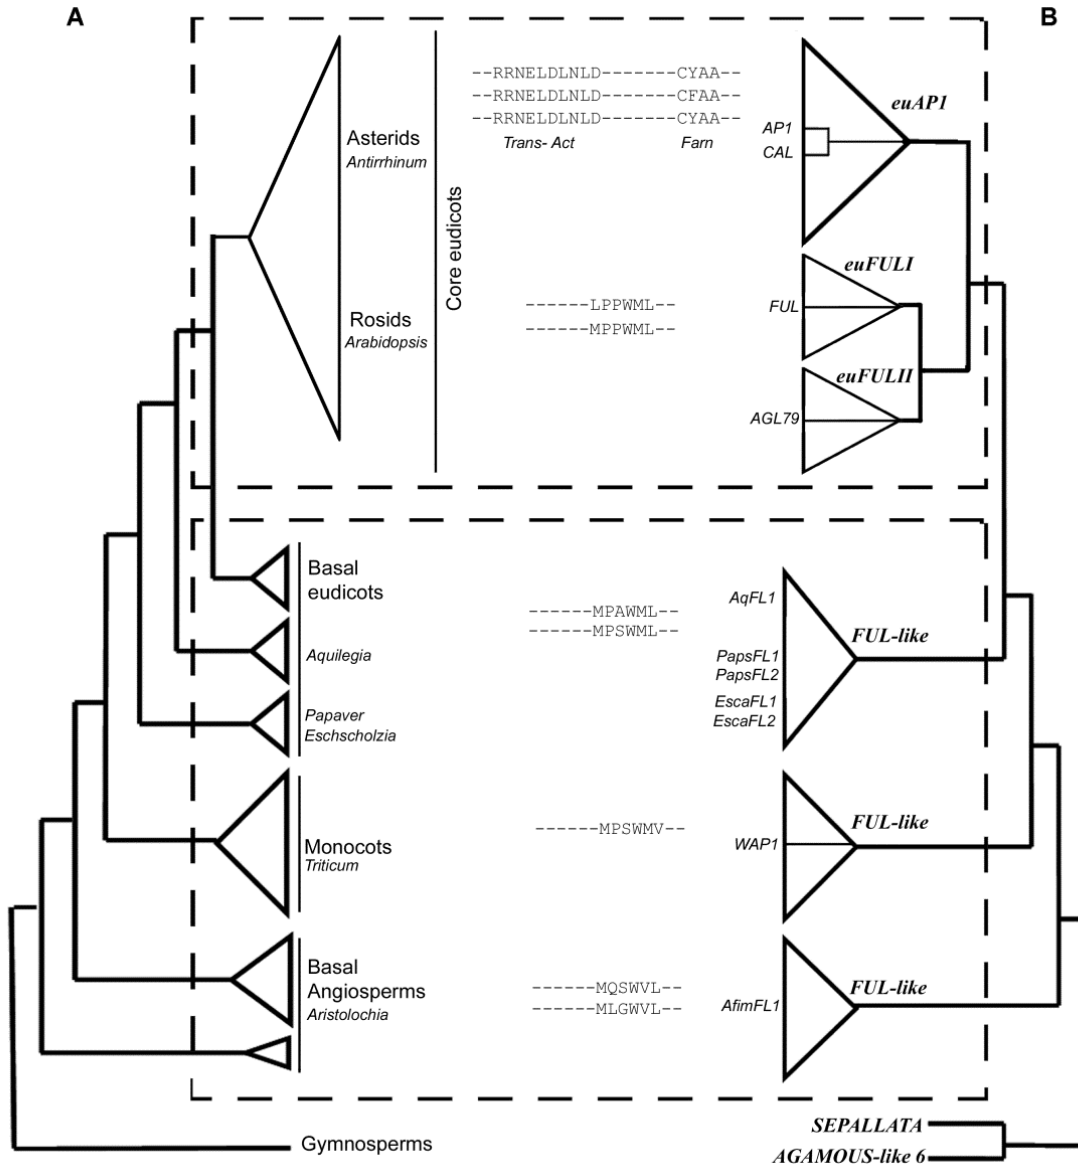 A
B
--RRNELDLNLD-------CYAA--
--RRNELDLNLD-------CFAA--
--RRNELDLNLD-------CYAA--
Trans- Act
Farn
euAP1
AP1
CAL
Asterids
Antirrhinum
Core eudicots
Rosids
Arabidopsis
euFULI
------LPPWML--
------MPPWML--
FUL
euFULII
AGL79
Basal
eudicots
------MPAWML--
------MPSWML--
AqFL1
FUL-like
Aquilegia
PapsFL1
PapsFL2
EscaFL1
EscaFL2
Papaver
Eschscholzia
------MPSWMV--
FUL-like
WAP1
Monocots
Triticum
Basal
Angiosperms
Aristolochia
------MQSWVL--
------MLGWVL--
FUL-like
AfimFL1
Gymnosperms
SEPALLATA
AGAMOUS-like 6